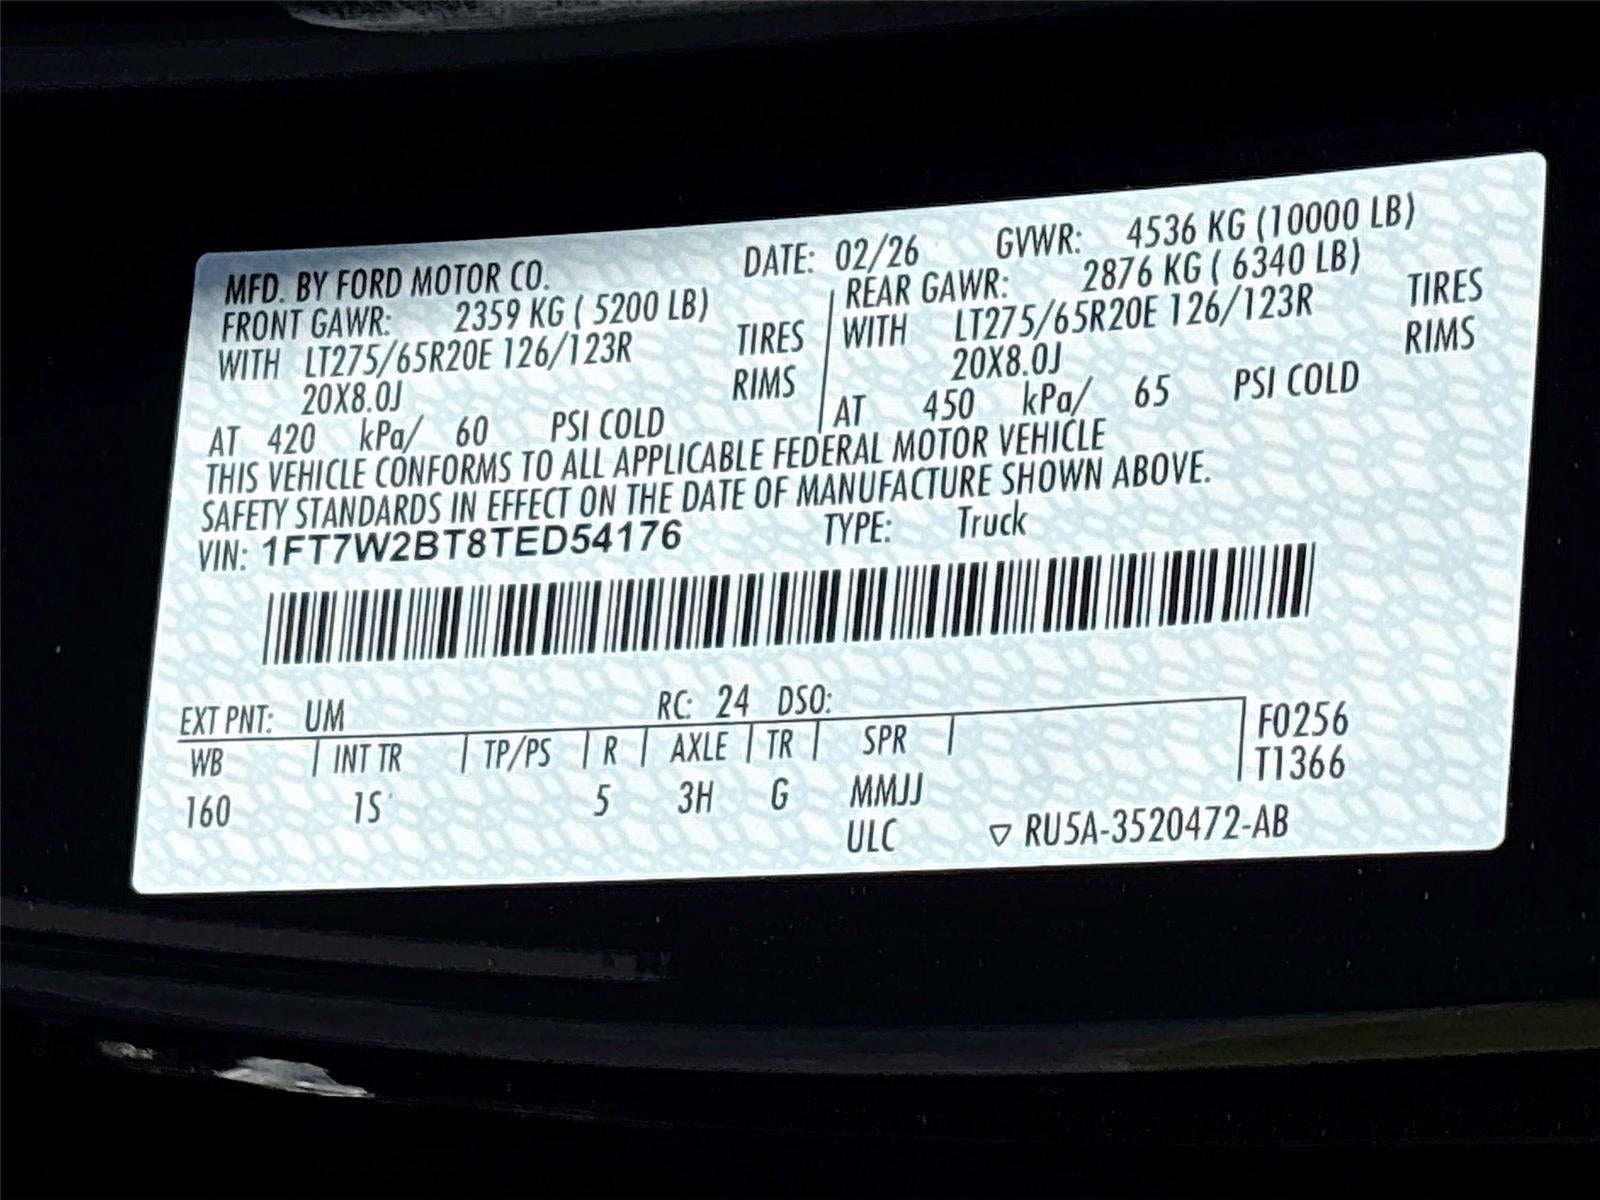 MFD. BY FORD MOTOR CO. DATE: 02/26 GVWR: 4536 KG (10000 LB)
FRONT GAWR: 2359 KG ( 5200 LB) REAR GAWR: 2876 KG ( 6340 LB)
WITH LT275/65R20E 126/123R TIRES WITH LT275/65R20E 126/123R TIRES
20X8.0J RIMS 20X8.0J RIMS
AT 420 kPa/ 60 PSI COLD AT 450 kPa/ 65 PSI COLD
THIS VEHICLE CONFORMS TO ALL APPLICABLE FEDERAL MOTOR VEHICLE
SAFETY STANDARDS IN EFFECT ON THE DATE OF MANUFACTURE SHOWN ABOVE.
VIN: 1FT7W2BT8TED54176 TYPE: Truck
EXT PNT: UM RC: 24 DSO:
WB INT TR TP/PS R AXLE TR SPR F0256
T1366
160 1S 5 3H G MMJJ
ULC ▽ RU5A-3520472-AB